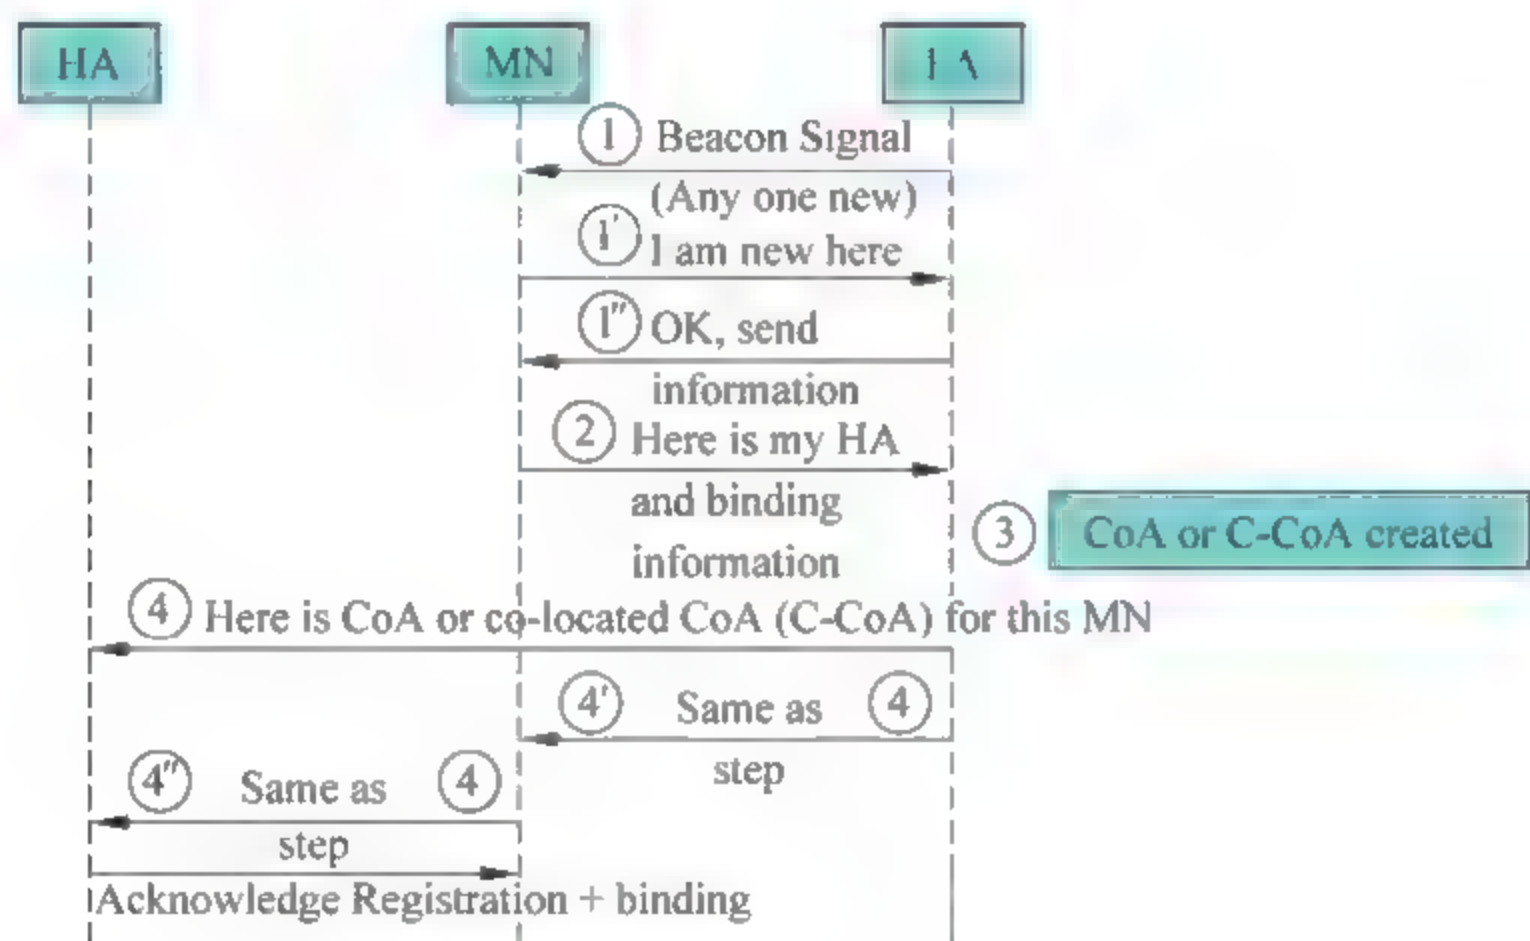 HA MN FA
1 Beacon Signal
(Any one new)
1' I am new here
1" OK, send
information
2 Here is my HA
and binding
information
3 CoA or C-CoA created
4 Here is CoA or co-located CoA (C-CoA) for this MN
4' Same as 4
step
4" Same as 4
step
Acknowledge Registration + binding